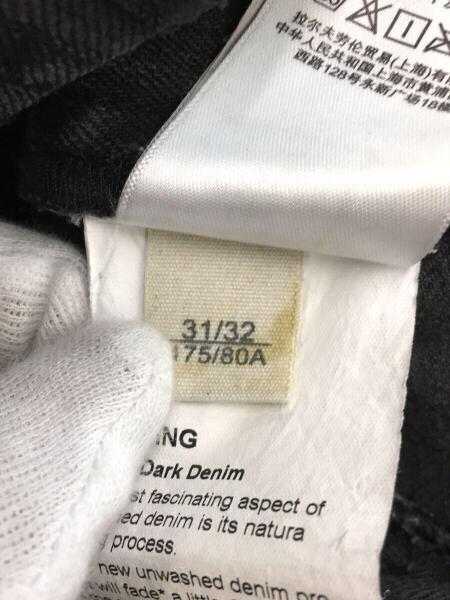 拉尔夫劳伦贸易(上海)有限
中华人民共和国上海市黄浦
西路128号永新广场18楼
31/32
175/80A
ING
Dark Denim
st fascinating aspect of
ed denim is its natura
process.
new unwashed denim pro
will fade* a